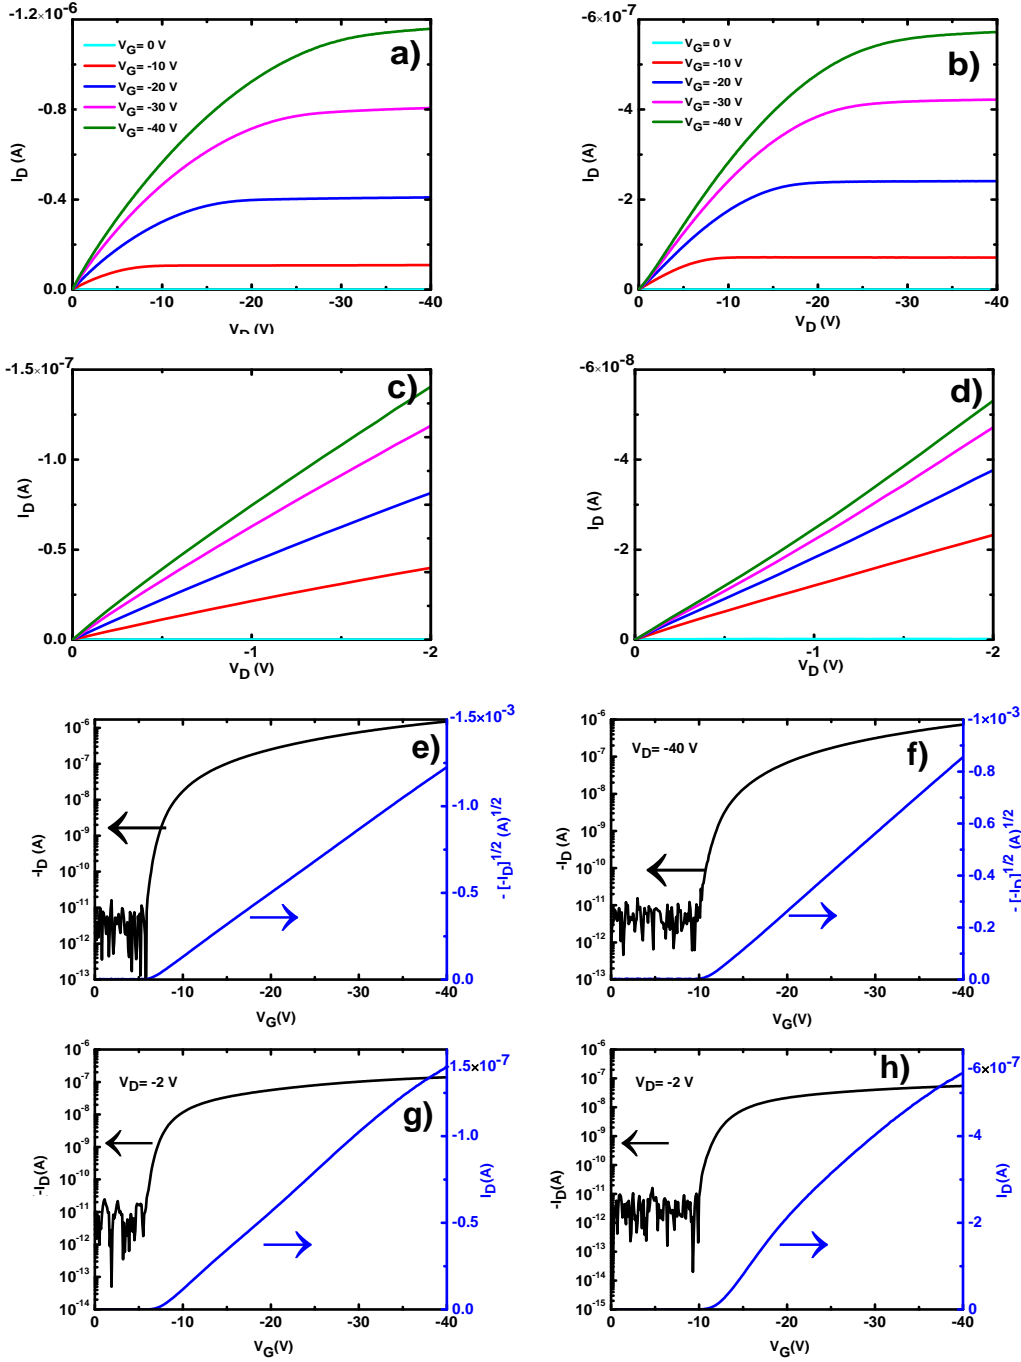 -1.2×10-6
a)
VG= 0 V
VG= -10 V
VG= -20 V
VG= -30 V
VG= -40 V
-0.8
-0.4
0.0
ID (A)
0 -10 -20 -30 -40
VD (V)
-6×10-7
b)
VG= 0 V
VG= -10 V
VG= -20 V
VG= -30 V
VG= -40 V
-4
-2
0
ID (A)
0 -10 -20 -30 -40
VD (V)
-1.5×10-7
c)
-1.0
-0.5
0.0
ID (A)
0 -1 -2
VD (V)
-6×10-8
d)
-4
-2
0
ID (A)
0 -1 -2
VD (V)
10-6
10-7
10-8
10-9
10-10
10-11
10-12
10-13
-ID (A)
e)
-1.5×10-3
-1.0
-0.5
0.0
- [-ID]1/2 (A)1/2
0 -10 -20 -30 -40
VG(V)
10-6
10-7
10-8
10-9
10-10
10-11
10-12
10-13
-ID (A)
VD= -40 V
f)
-1×10-3
-0.8
-0.6
-0.4
-0.2
0.0
- [-ID]1/2 (A)1/2
0 -10 -20 -30 -40
VG(V)
10-6
10-7
10-8
10-9
10-10
10-11
10-12
10-13
10-14
-ID(A)
VD= -2 V
g)
-1.5×10-7
-1.0
-0.5
0.0
ID(A)
0 -10 -20 -30 -40
VG(V)
10-6
10-7
10-8
10-9
10-10
10-11
10-12
10-13
10-14
10-15
-ID(A)
VD= -2 V
h)
-6×10-7
-4
-2
0
ID(A)
0 -10 -20 -30 -40
VG(V)